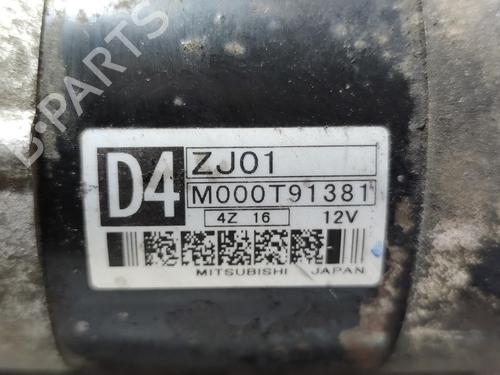 B-PARTS
D4
ZJ01
M000T91381
4Z 16 12V
MITSUBISHI JAPAN